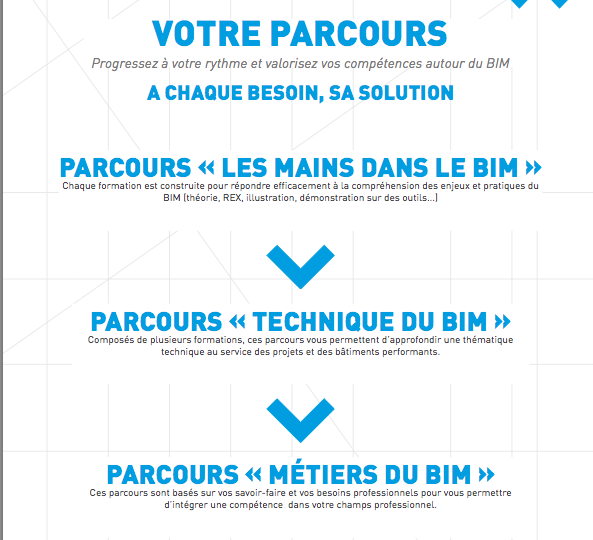 VOTRE PARCOURS
Progressez à votre rythme et valorisez vos compétences autour du BIM
A CHAQUE BESOIN, SA SOLUTION
PARCOURS « LES MAINS DANS LE BIM »
Chaque formation est construite pour répondre efficacement à la compréhension des enjeux et pratiques du
BIM (théorie, REX, illustration, démonstration sur des outils...)
PARCOURS « TECHNIQUE DU BIM »
Composés de plusieurs formations, ces parcours vous permettent d'approfondir une thématique
technique au service des projets et des bâtiments performants.
PARCOURS « MÉTIERS DU BIM »
Ces parcours sont basés sur vos savoir-faire et vos besoins professionnels pour vous permettre
d'intégrer une compétence dans votre champs professionnel.